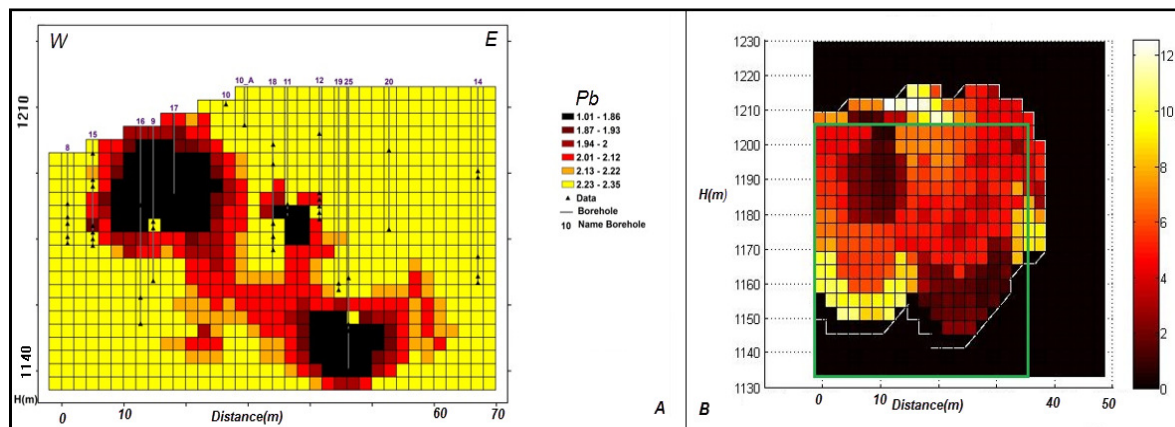 W
E
10_A 18 11 12 19 25 20 14
10
17
16 9
15
8
1210
1140
H(m)
0 10 60 70
Distance(m)
A
Pb
1.01 - 1.86
1.87 - 1.93
1.94 - 2
2.01 - 2.12
2.13 - 2.22
2.23 - 2.35
Data
Borehole
10 Name Borehole
B
1230
1220
1210
1200
1190
1180
1170
1160
1150
1140
1130
H(m)
0 10 40 50
Distance(m)
12
10
8
6
4
2
0